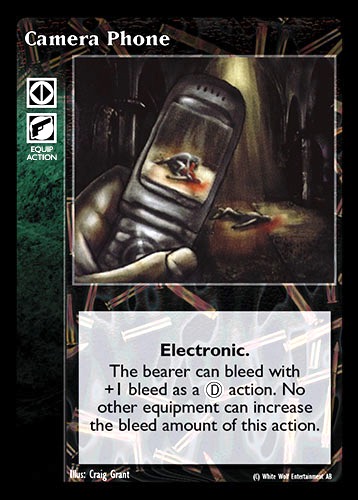 Camera Phone
EQUIP
ACTION
Electronic.
The bearer can bleed with
+1 bleed as a Ⓓ action. No
other equipment can increase
the bleed amount of this action.
Illus: Craig Grant
(C) White Wolf Entertainment AB